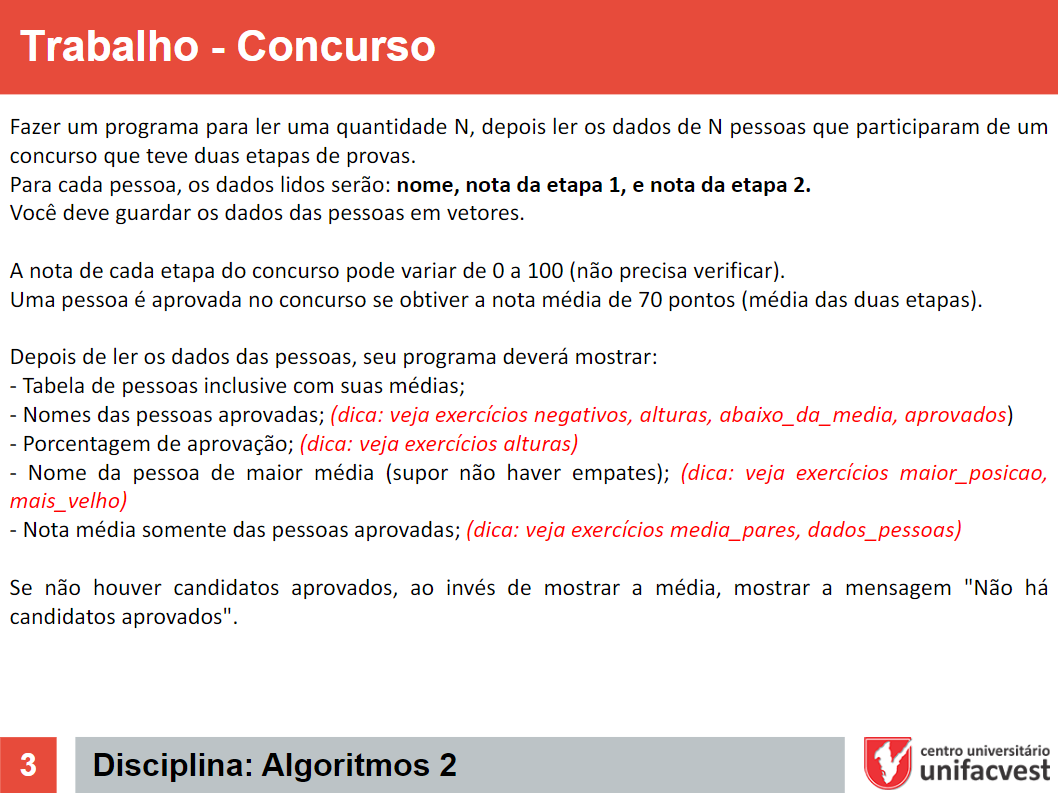 Trabalho - Concurso
Fazer um programa para ler uma quantidade N, depois ler os dados de N pessoas que participaram de um
concurso que teve duas etapas de provas.
Para cada pessoa, os dados lidos serão: nome, nota da etapa 1, e nota da etapa 2.
Você deve guardar os dados das pessoas em vetores.
A nota de cada etapa do concurso pode variar de 0 a 100 (não precisa verificar).
Uma pessoa é aprovada no concurso se obtiver a nota média de 70 pontos (média das duas etapas).
Depois de ler os dados das pessoas, seu programa deverá mostrar:
- Tabela de pessoas inclusive com suas médias;
- Nomes das pessoas aprovadas; (dica: veja exercícios negativos, alturas, abaixo_da_media, aprovados)
- Porcentagem de aprovação; (dica: veja exercícios alturas)
- Nome da pessoa de maior média (supor não haver empates); (dica: veja exercícios maior_posicao,
mais_velho)
- Nota média somente das pessoas aprovadas; (dica: veja exercícios media_pares, dados_pessoas)
Se não houver candidatos aprovados, ao invés de mostrar a média, mostrar a mensagem "Não há
candidatos aprovados".
3
Disciplina: Algoritmos 2
centro universitário
unifacvest